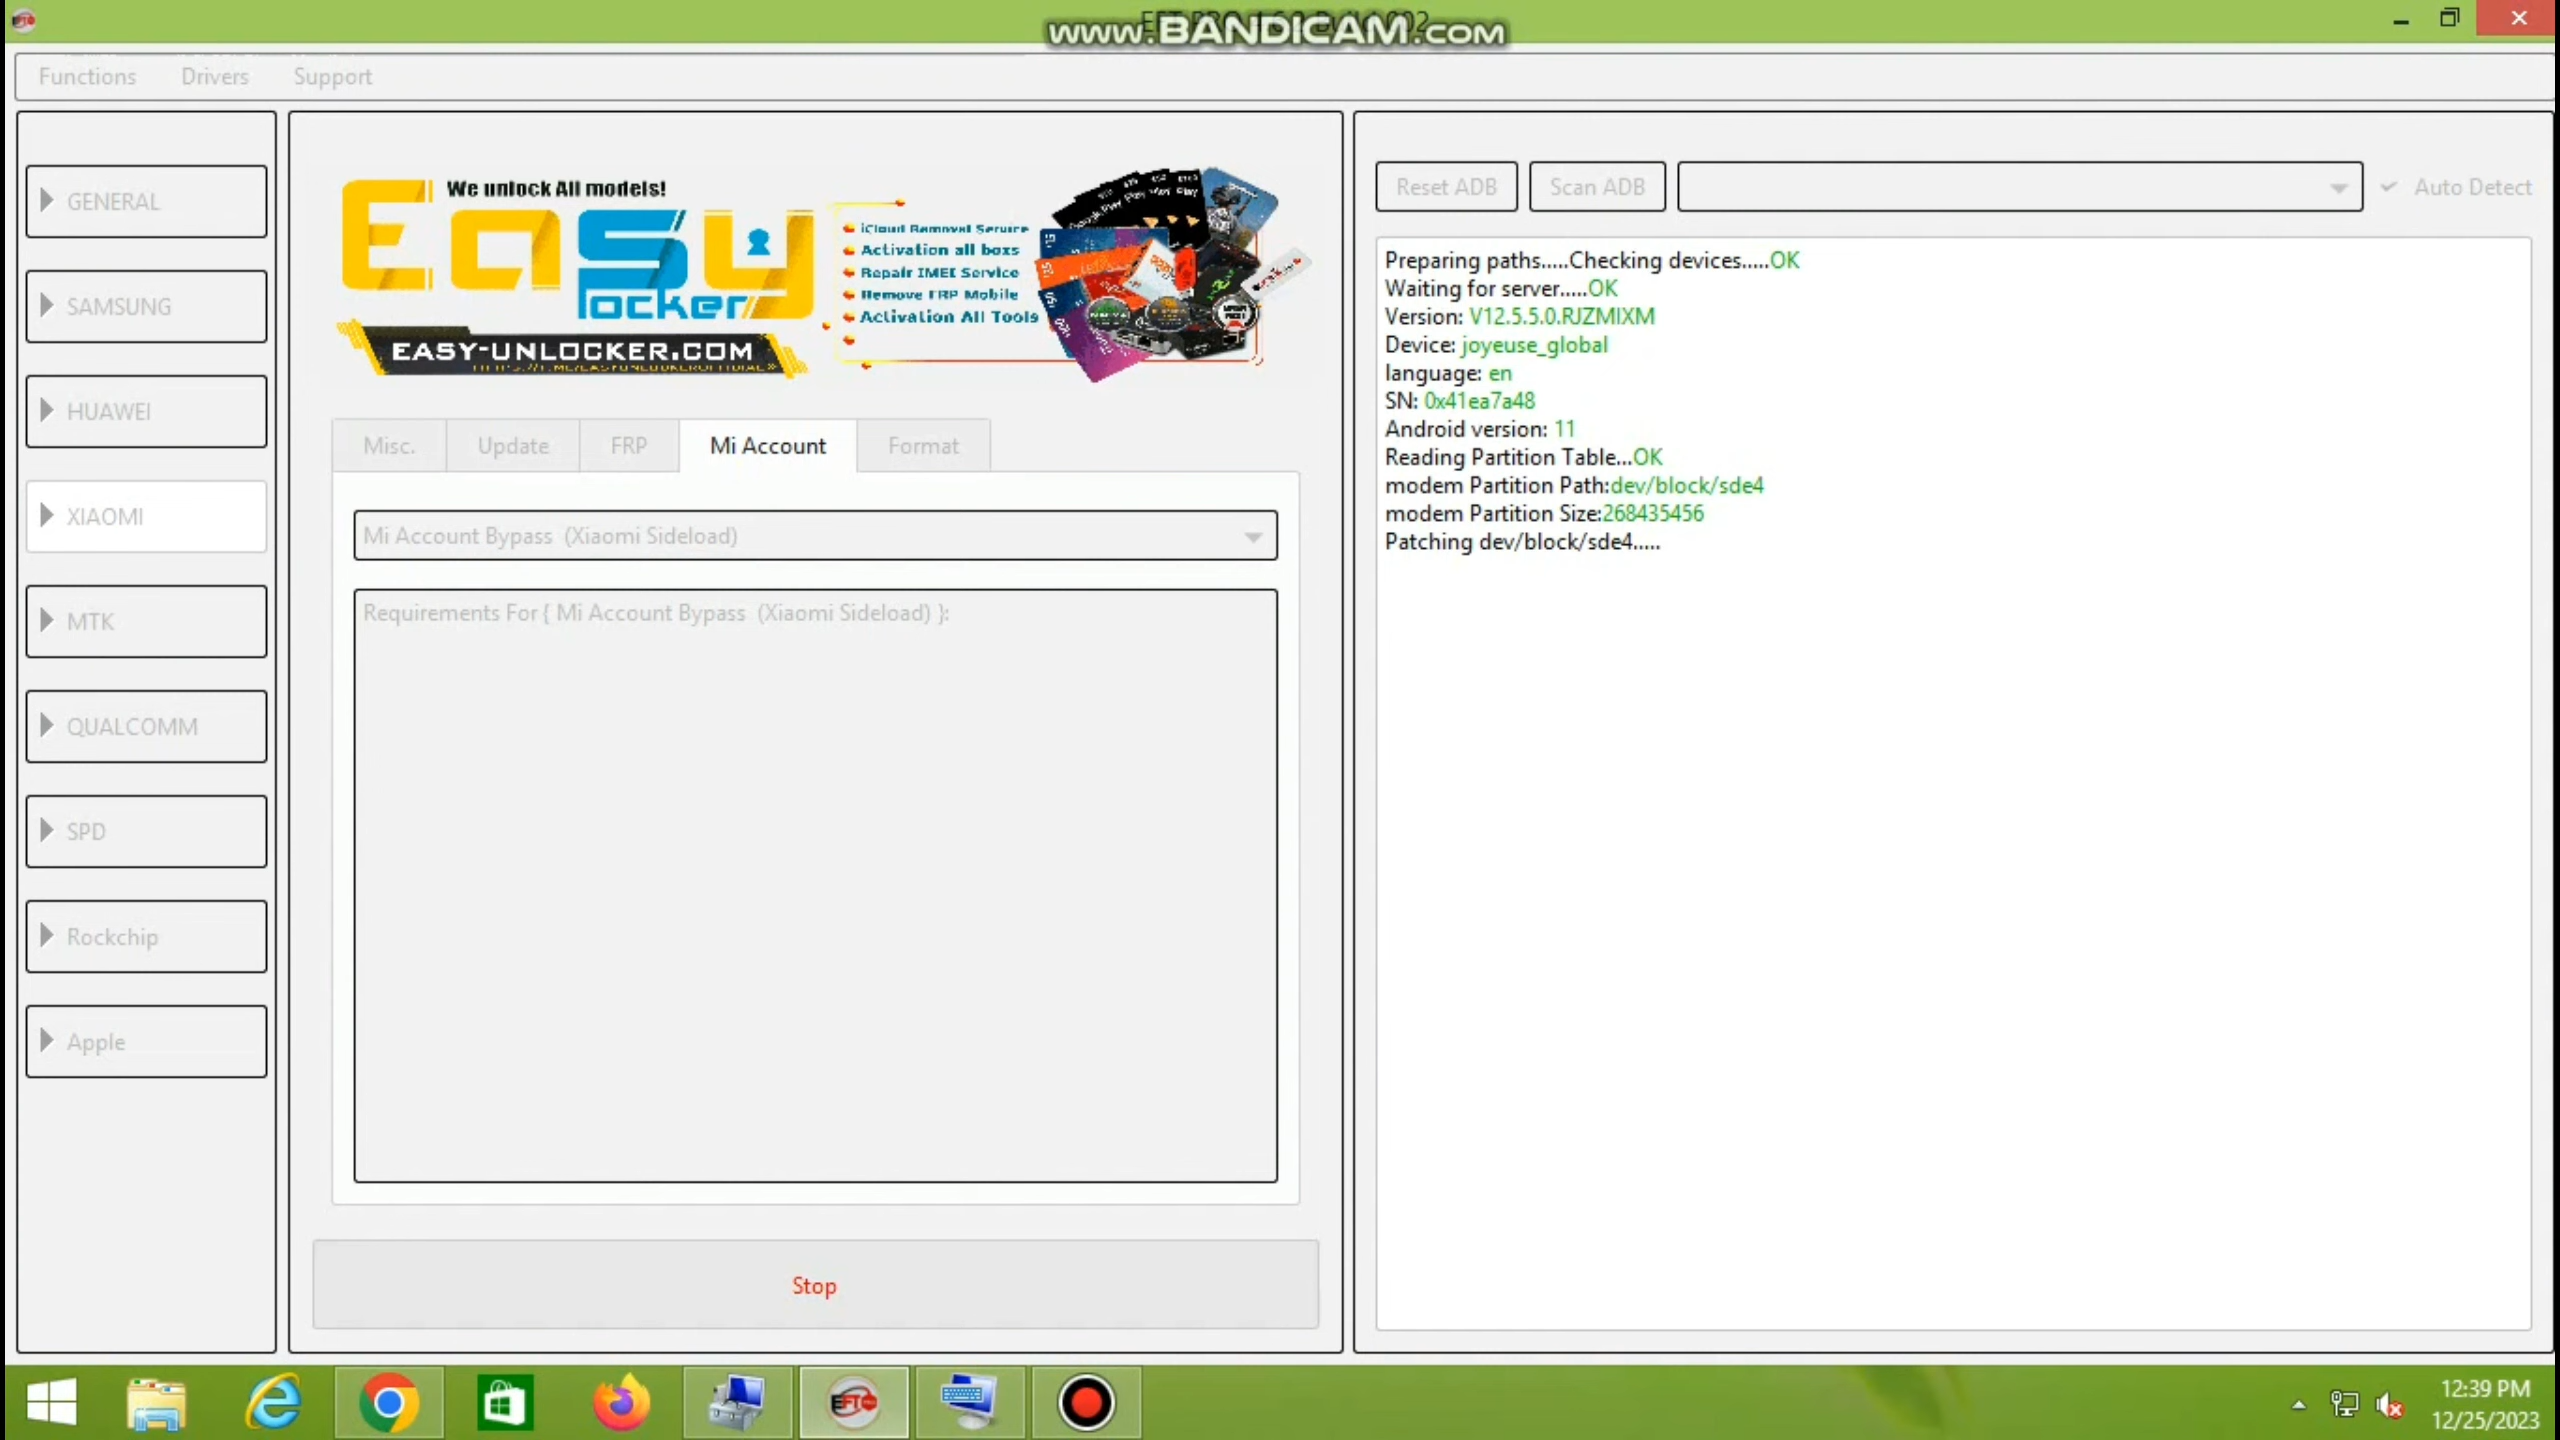 www.BANDICAM.com
Functions
Drivers
Support
GENERAL
SAMSUNG
HUAWEI
XIAOMI
MTK
QUALCOMM
SPD
Rockchip
Apple
We unlock All models!
Easy
locker
EASY-UNLOCKER.COM
iCloud Removal Service
Activation all boxs
Repair IMEI Service
Remove FRP Mobile
Activation All Tools
Misc.
Update
FRP
Mi Account
Format
Mi Account Bypass (Xiaomi Sideload)
Requirements For { Mi Account Bypass (Xiaomi Sideload) }:
Stop
Reset ADB
Scan ADB
Auto Detect
Preparing paths.....Checking devices.....OK
Waiting for server.....OK
Version: V12.5.5.0.RJZMIXM
Device: joyeuse_global
language: en
SN: 0x41ea7a48
Android version: 11
Reading Partition Table...OK
modem Partition Path:dev/block/sde4
modem Partition Size:268435456
Patching dev/block/sde4.....
EFT
12:39 PM
12/25/2023